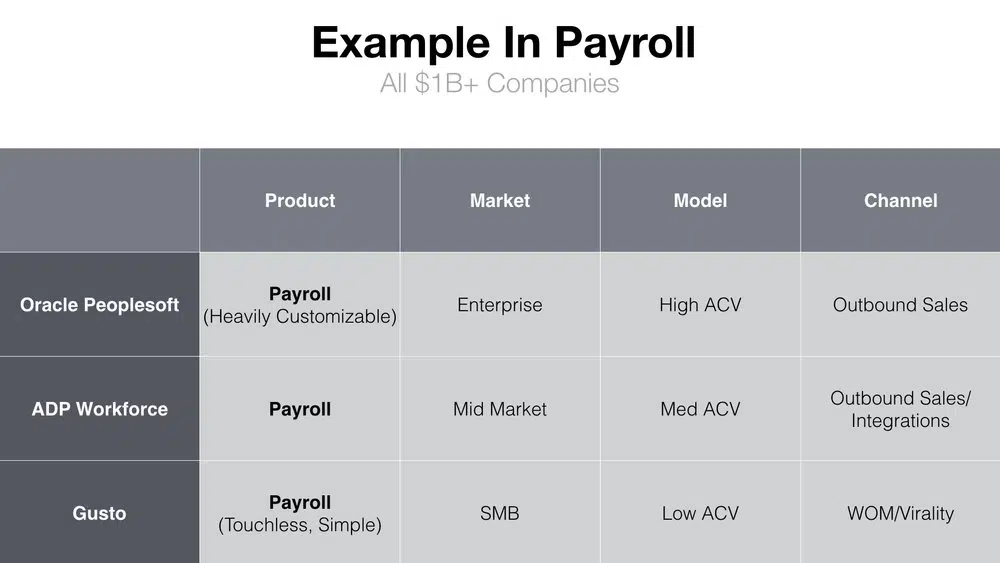 Example In Payroll
All $1B+ Companies
Product
Market
Model
Channel
Oracle Peoplesoft
Payroll
(Heavily Customizable)
Enterprise
High ACV
Outbound Sales
ADP Workforce
Payroll
Mid Market
Med ACV
Outbound Sales/
Integrations
Gusto
Payroll
(Touchless, Simple)
SMB
Low ACV
WOM/Virality